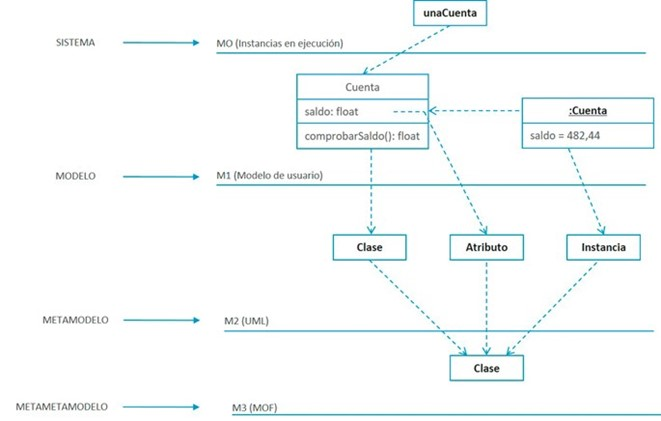 unaCuenta
SISTEMA
MO (Instancias en ejecución)
Cuenta
saldo: float
comprobarSaldo(): float
:Cuenta
saldo = 482,44
MODELO
M1 (Modelo de usuario)
Clase
Atributo
Instancia
METAMODELO
M2 (UML)
Clase
METAMETAMODELO
M3 (MOF)